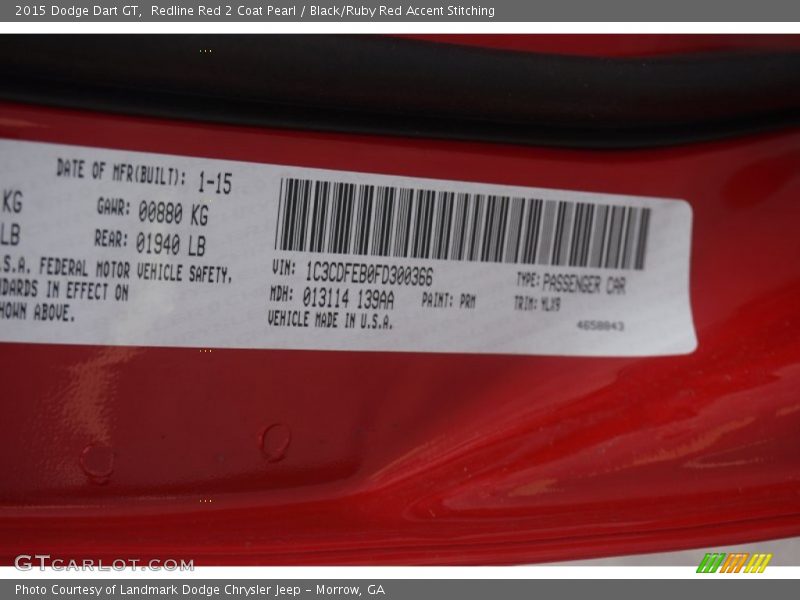 2015 Dodge Dart GT,  Redline Red 2 Coat Pearl / Black/Ruby Red Accent Stitching
DATE OF MFR(BUILT): 1-15
KG GAWR: 00880 KG
LB REAR: 01940 LB
.S.A. FEDERAL MOTOR VEHICLE SAFETY,
NDARDS IN EFFECT ON
HOWN ABOVE.
VIN: 1C3CDFEB0FD300366 TYPE: PASSENGER CAR
MDH: 013114 139AA PAINT: PRM TRIM: YLX9
VEHICLE MADE IN U.S.A.
4658843
GTCARLOT.COM
Photo Courtesy of Landmark Dodge Chrysler Jeep – Morrow, GA